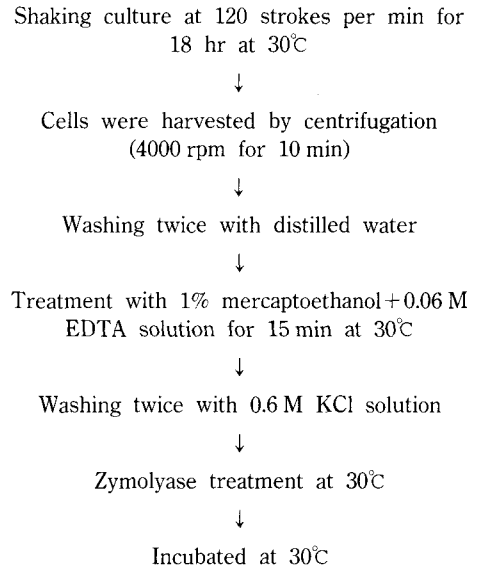 Shaking culture at 120 strokes per min for
18 hr at 30℃
↓
Cells were harvested by centrifugation
(4000 rpm for 10 min)
↓
Washing twice with distilled water
↓
Treatment with 1% mercaptoethanol+0.06 M
EDTA solution for 15 min at 30℃
↓
Washing twice with 0.6 M KCl solution
↓
Zymolyase treatment at 30℃
↓
Incubated at 30℃